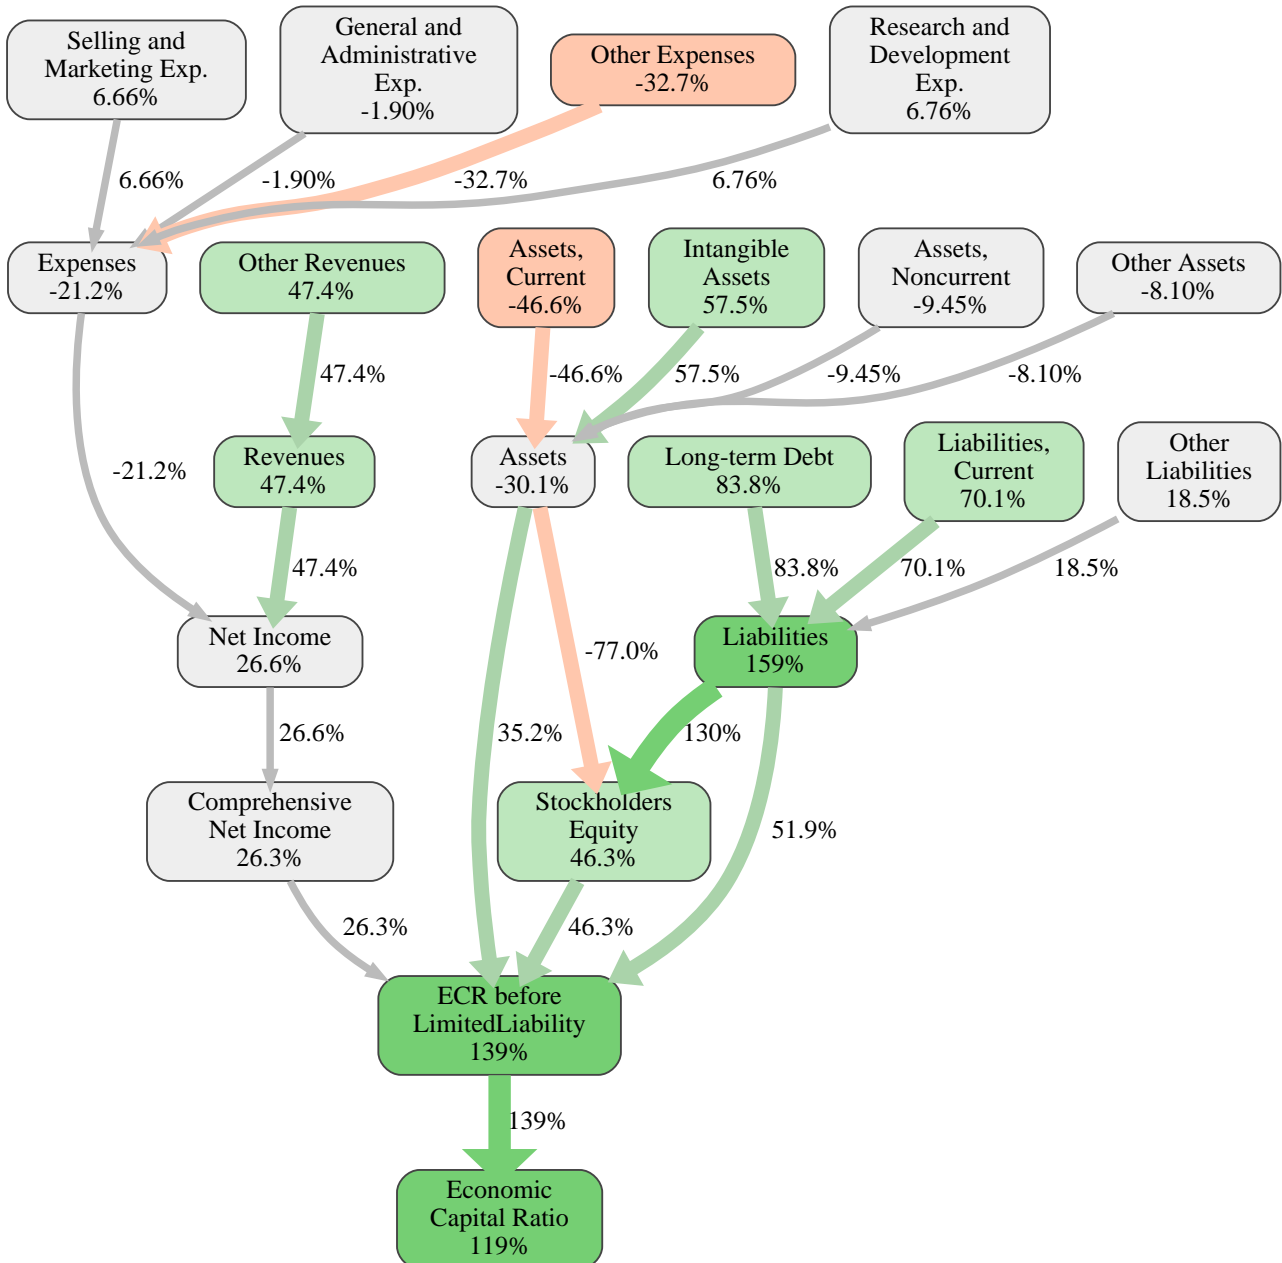 Selling and
Marketing Exp.
6.66%
General and
Administrative
Exp.
-1.90%
Other Expenses
-32.7%
Research and
Development
Exp.
6.76%
6.66%
-1.90%
-32.7%
6.76%
Expenses
-21.2%
Other Revenues
47.4%
Assets,
Current
-46.6%
Intangible
Assets
57.5%
Assets,
Noncurrent
-9.45%
Other Assets
-8.10%
47.4%
-46.6%
57.5%
-9.45%
-8.10%
-21.2%
Revenues
47.4%
Assets
-30.1%
Long-term Debt
83.8%
Liabilities,
Current
70.1%
Other
Liabilities
18.5%
47.4%
83.8%
70.1%
18.5%
Net Income
26.6%
-77.0%
Liabilities
159%
26.6%
35.2%
130%
Comprehensive
Net Income
26.3%
Stockholders
Equity
46.3%
51.9%
26.3%
46.3%
ECR before
LimitedLiability
139%
139%
Economic
Capital Ratio
119%